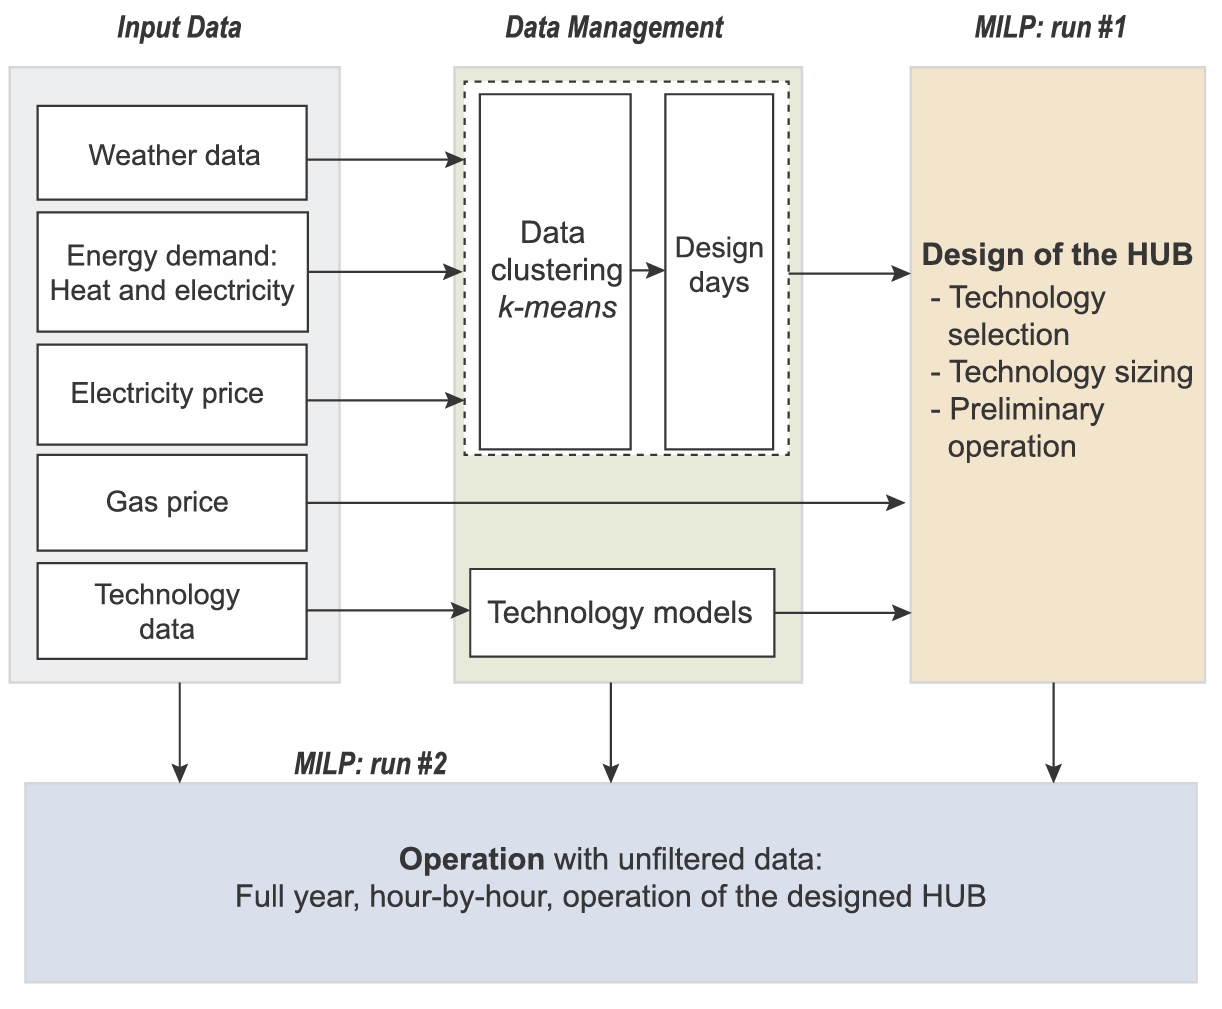 Input Data
Data Management
MILP: run #1
Weather data
Energy demand:
Heat and electricity
Electricity price
Gas price
Technology
data
Data
clustering
k-means
Design
days
Technology models
Design of the HUB
- Technology
selection
- Technology sizing
- Preliminary
operation
MILP: run #2
Operation with unfiltered data:
Full year, hour-by-hour, operation of the designed HUB